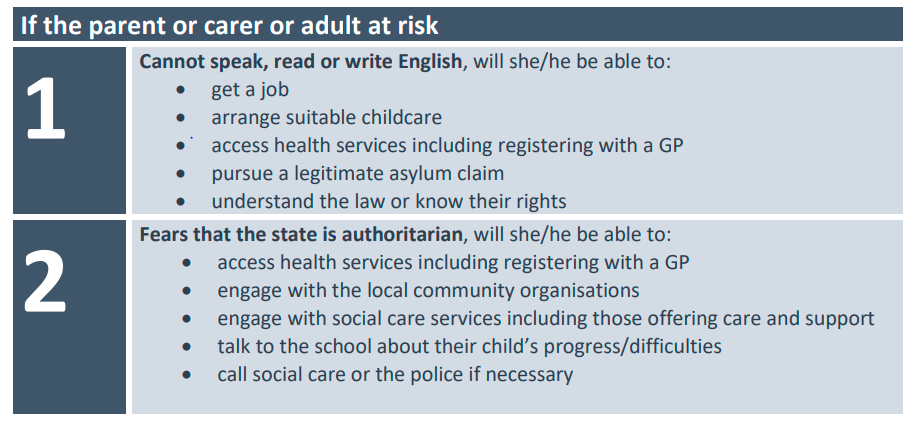 If the parent or carer or adult at risk
1
Cannot speak, read or write English, will she/he be able to:
• get a job
• arrange suitable childcare
• access health services including registering with a GP
• pursue a legitimate asylum claim
• understand the law or know their rights
2
Fears that the state is authoritarian, will she/he be able to:
• access health services including registering with a GP
• engage with the local community organisations
• engage with social care services including those offering care and support
• talk to the school about their child’s progress/difficulties
• call social care or the police if necessary